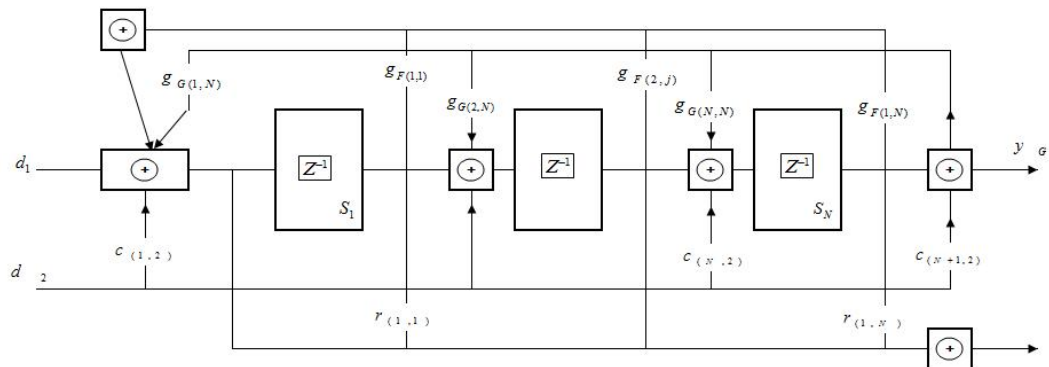 +
g G(1,N)
g F(1,1)
g F(2,j)
g G(2,N)
g G(N,N)
g F(1,N)
d1 + Z⁻¹ + Z⁻¹ + Z⁻¹ + y G
S1
SN
c (1,2)
c (N,2)
c (N+1,2)
d 2
r (1,1)
r (1,N)
+